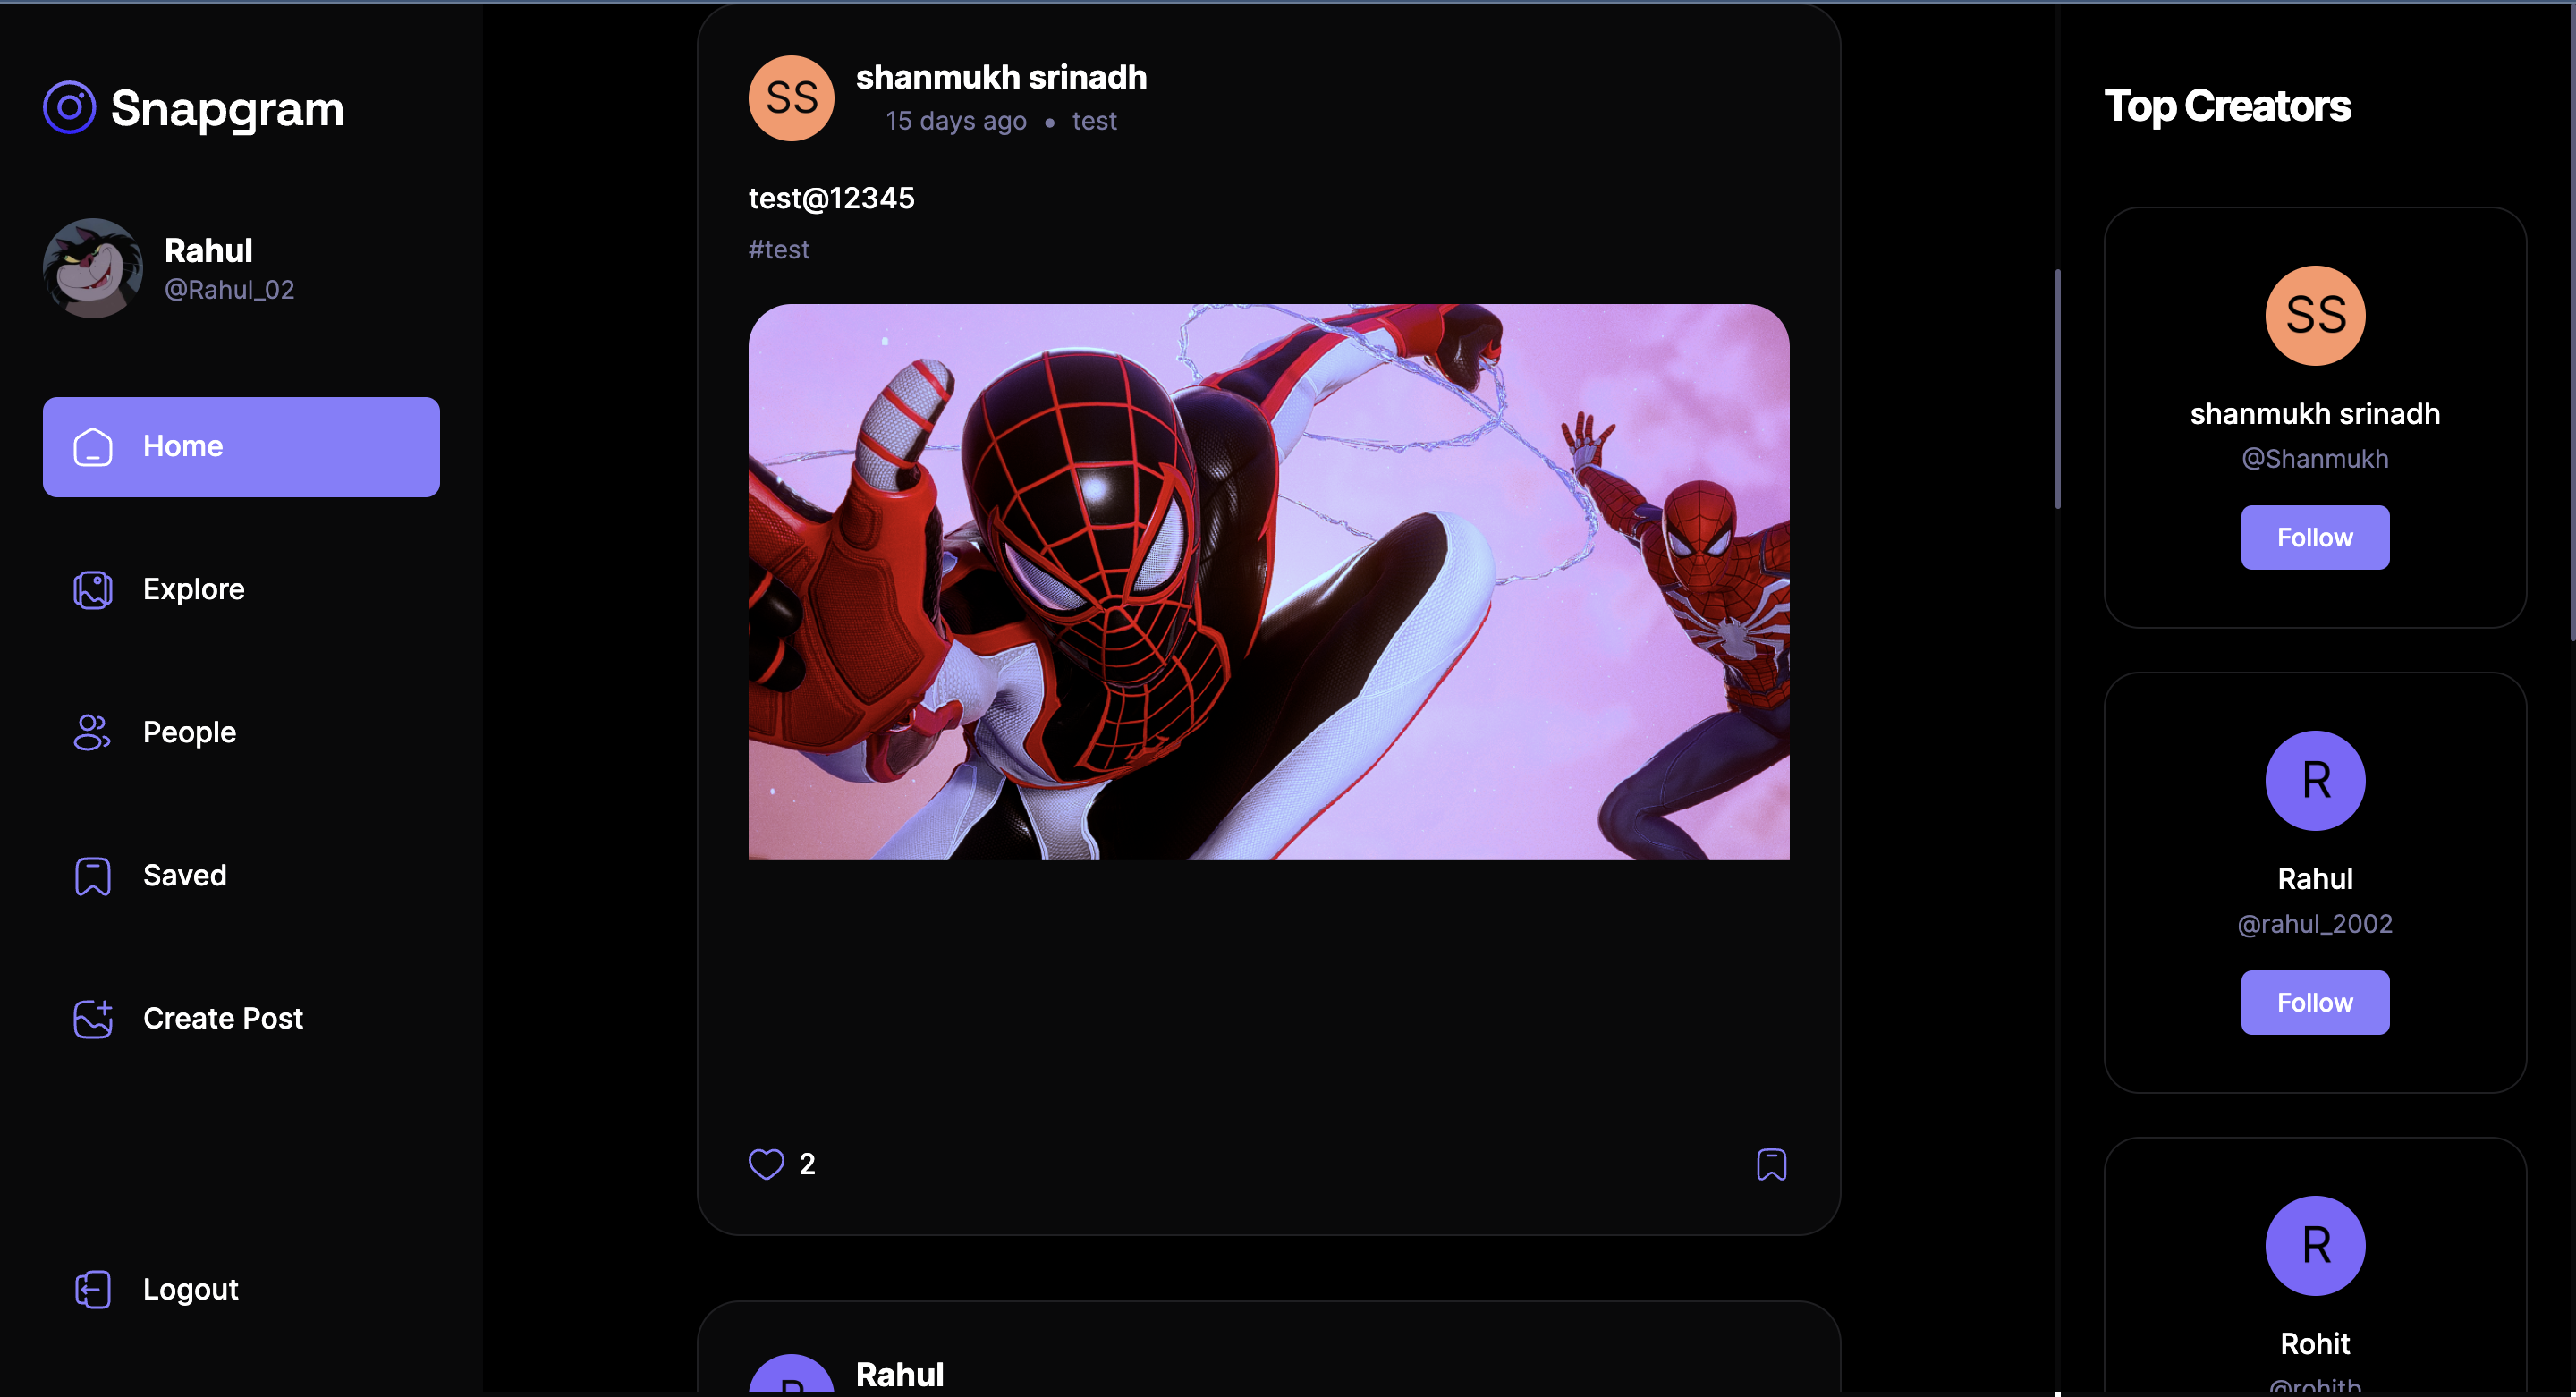 Snapgram
Rahul
@Rahul_02
Home
Explore
People
Saved
Create Post
Logout
SS
shanmukh srinadh
15 days ago • test
test@12345
#test
2
R
Rahul
Top Creators
SS
shanmukh srinadh
@Shanmukh
Follow
R
Rahul
@rahul_2002
Follow
R
Rohit
@rohith